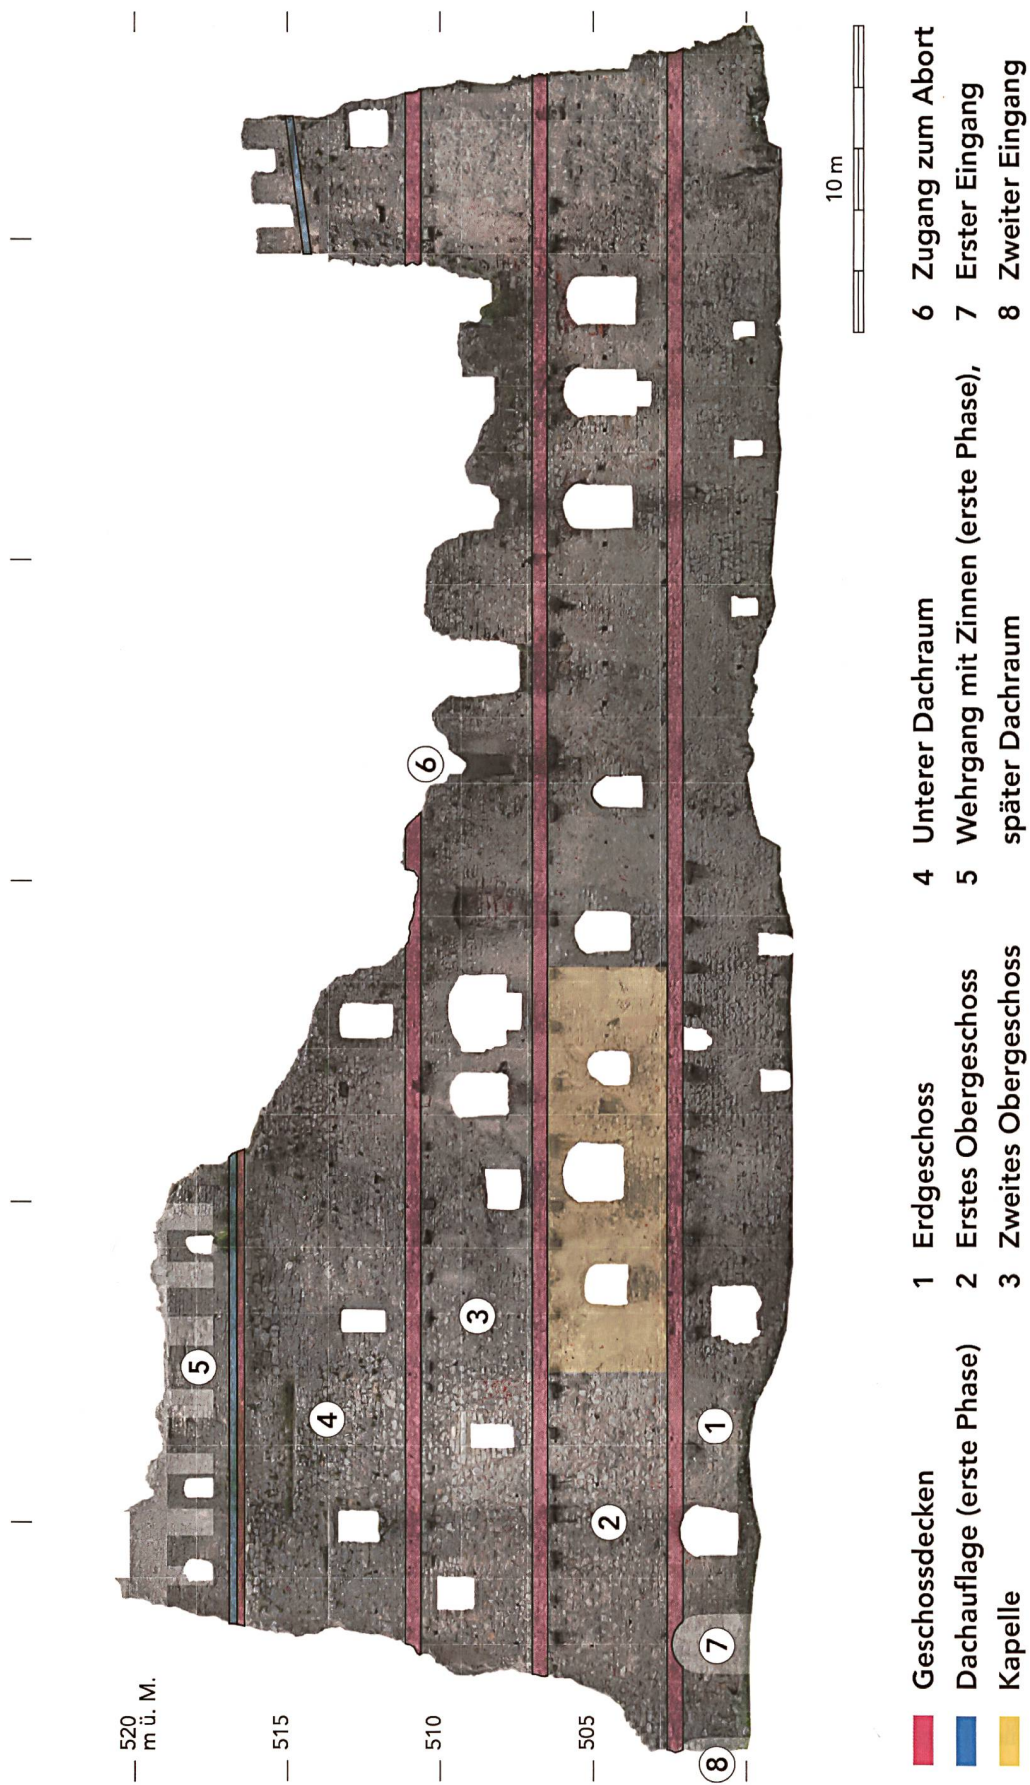 520
m ü. M.
515
510
505
5
4
3
2
1
6
7
8
10 m
Geschossdecken
Dachauflage (erste Phase)
Kapelle
1 Erdgeschoss
2 Erstes Obergeschoss
3 Zweites Obergeschoss
4 Unterer Dachraum
5 Wehrgang mit Zinnen (erste Phase),
später Dachraum
6 Zugang zum Abort
7 Erster Eingang
8 Zweiter Eingang